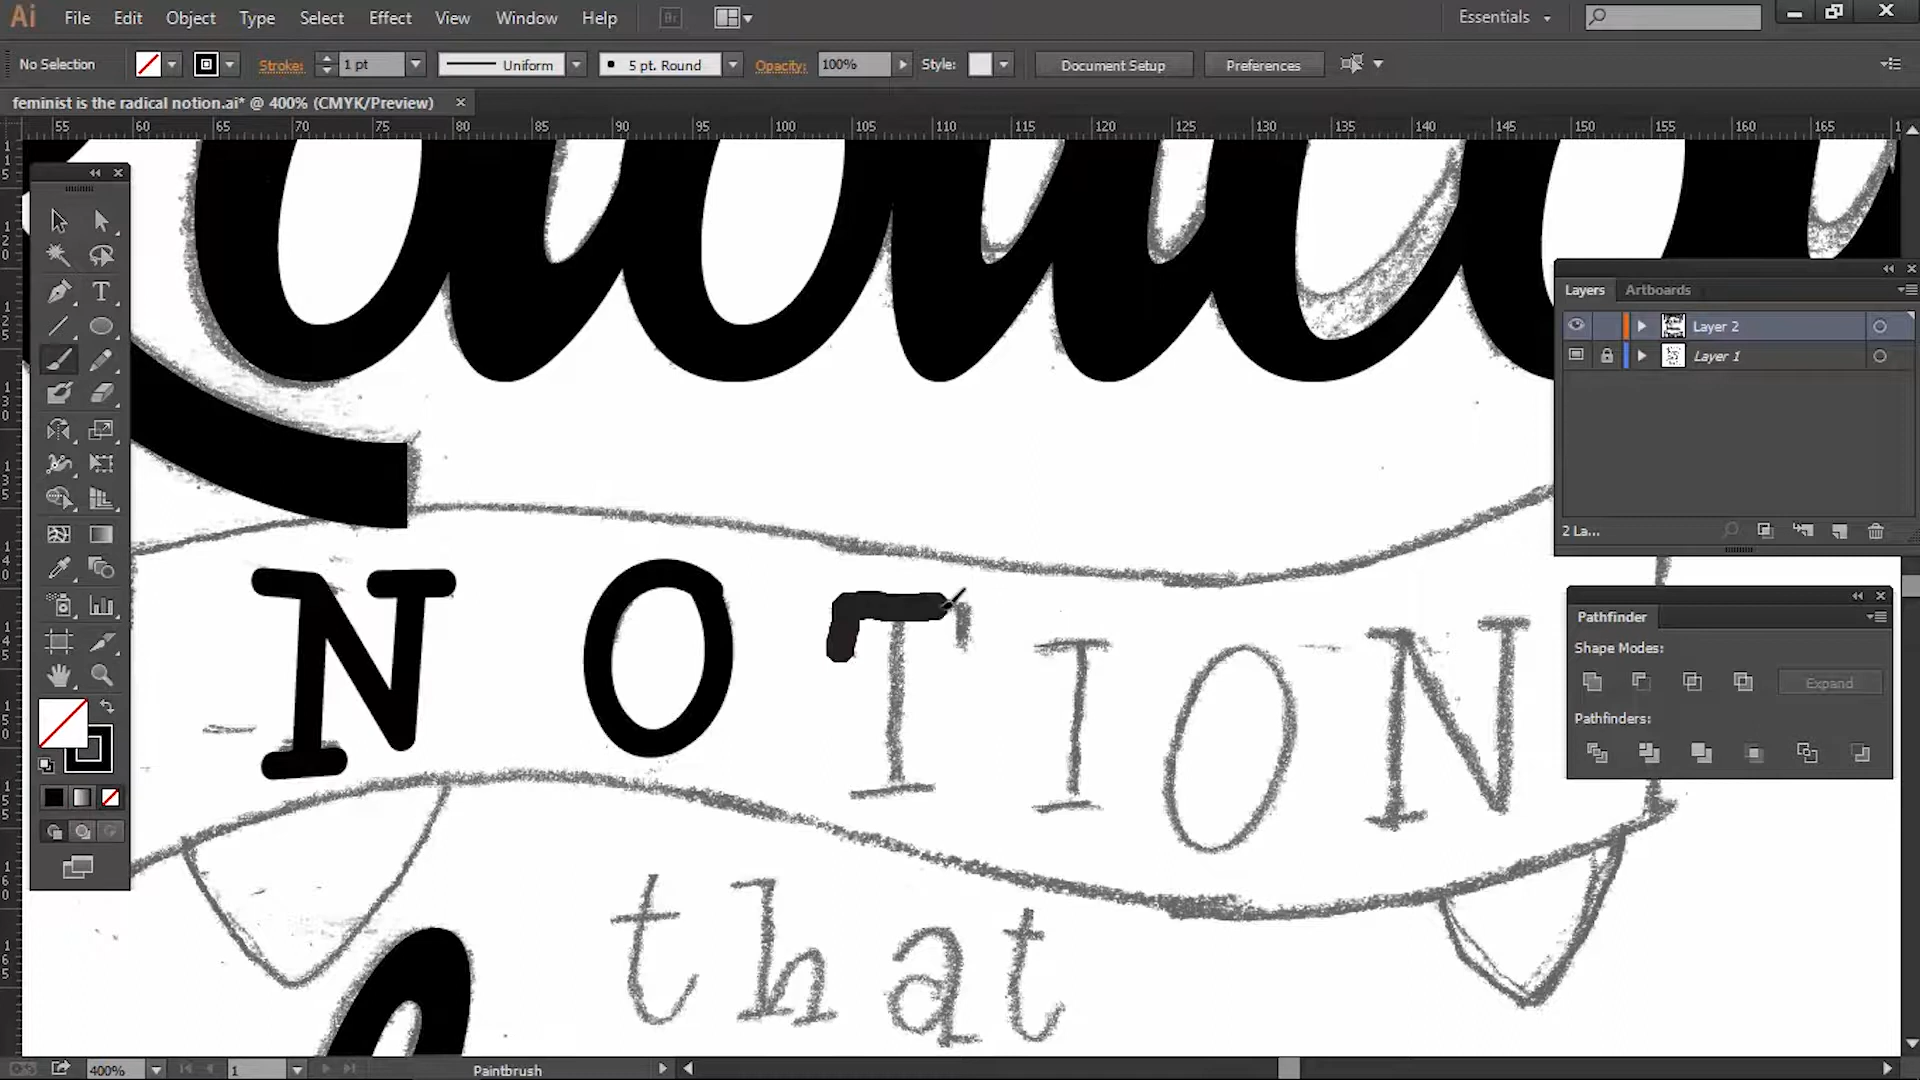 Ai File Edit Object Type Select Effect View Window Help Br Essentials
No Selection Stroke: 1 pt Uniform 5 pt. Round Opacity: 100% Style: Document Setup Preferences
feminist is the radical notion.ai* @ 400% (CMYK/Preview)
55 60 65 70 75 80 85 90 95 100 105 110 115 120 125 130 135 140 145 150 155 160 165
Layers Artboards
Layer 2
Layer 1
2 La...
NOTION
Pathfinder
Shape Modes:
Expand
Pathfinders:
that
400% 1 Paintbrush